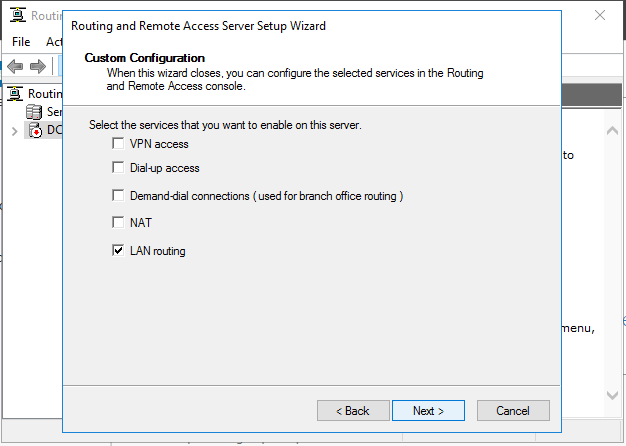 Routin
File Act
Routing and Remote Access Server Setup Wizard
Custom Configuration
When this wizard closes, you can configure the selected services in the Routing
and Remote Access console.
Routin
Ser
DC
Select the services that you want to enable on this server.
VPN access
Dial-up access
Demand-dial connections ( used for branch office routing )
NAT
LAN routing
to
menu,
< Back Next > Cancel